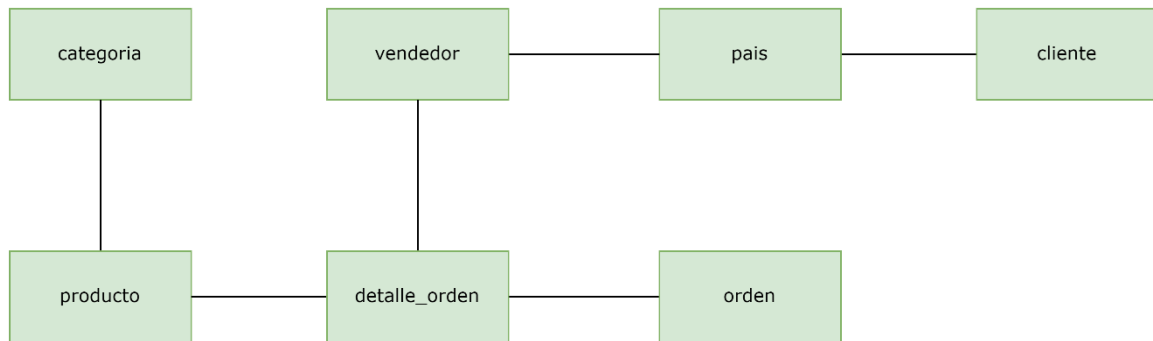 categoria
vendedor
pais
cliente
producto
detalle_orden
orden